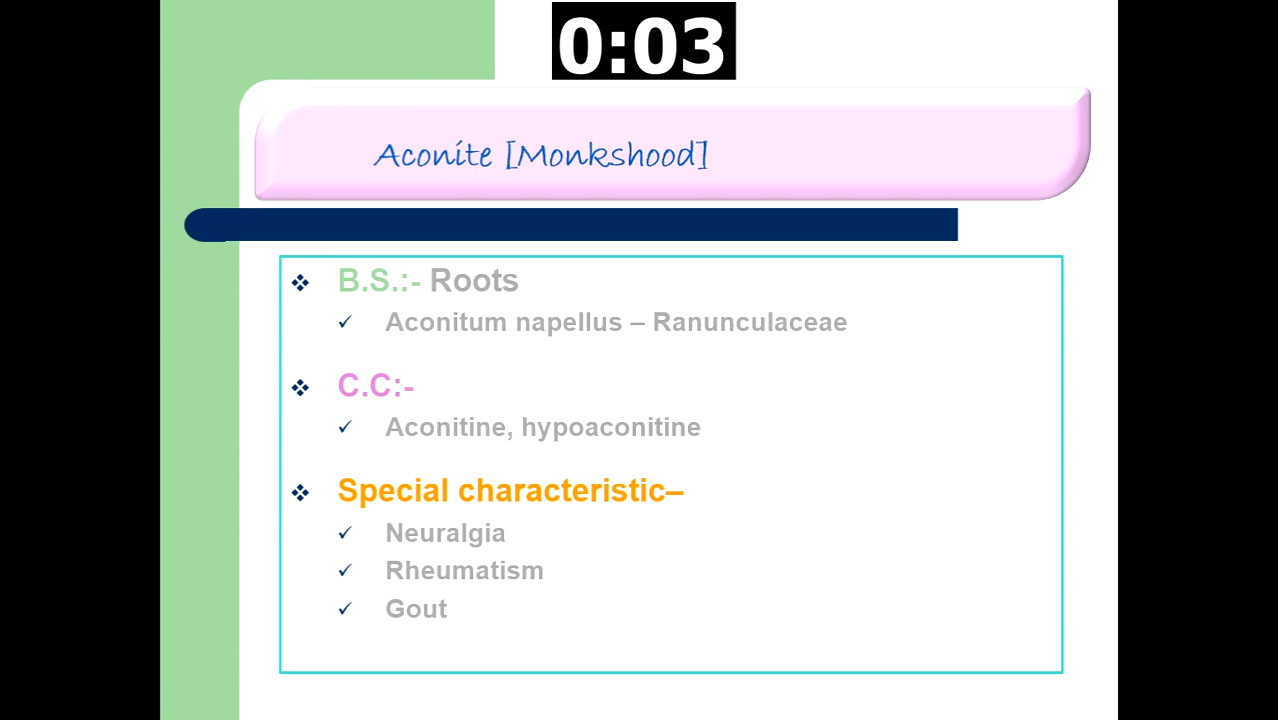 0:03
Aconite [Monkshood]
B.S.:- Roots
Aconitum napellus – Ranunculaceae
C.C:-
Aconitine, hypoaconitine
Special characteristic–
Neuralgia
Rheumatism
Gout